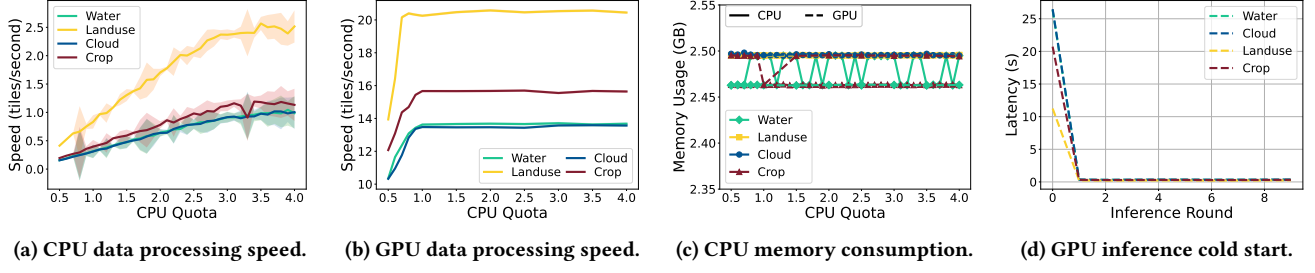 Water
Landuse
Cloud
Crop
Speed (tiles/second)
2.5
2.0
1.5
1.0
0.5
0.0
0.5 1.0 1.5 2.0 2.5 3.0 3.5 4.0
CPU Quota
(a) CPU data processing speed.
Speed (tiles/second)
20
18
16
14
12
10
Water
Landuse
Cloud
Crop
0.5 1.0 1.5 2.0 2.5 3.0 3.5 4.0
CPU Quota
(b) GPU data processing speed.
Memory Usage (GB)
2.55
2.50
2.45
2.40
2.35
CPU GPU
Water
Landuse
Cloud
Crop
0.5 1.0 1.5 2.0 2.5 3.0 3.5 4.0
CPU Quota
(c) CPU memory consumption.
Latency (s)
25
20
15
10
5
0
Water
Cloud
Landuse
Crop
0 2 4 6 8
Inference Round
(d) GPU inference cold start.